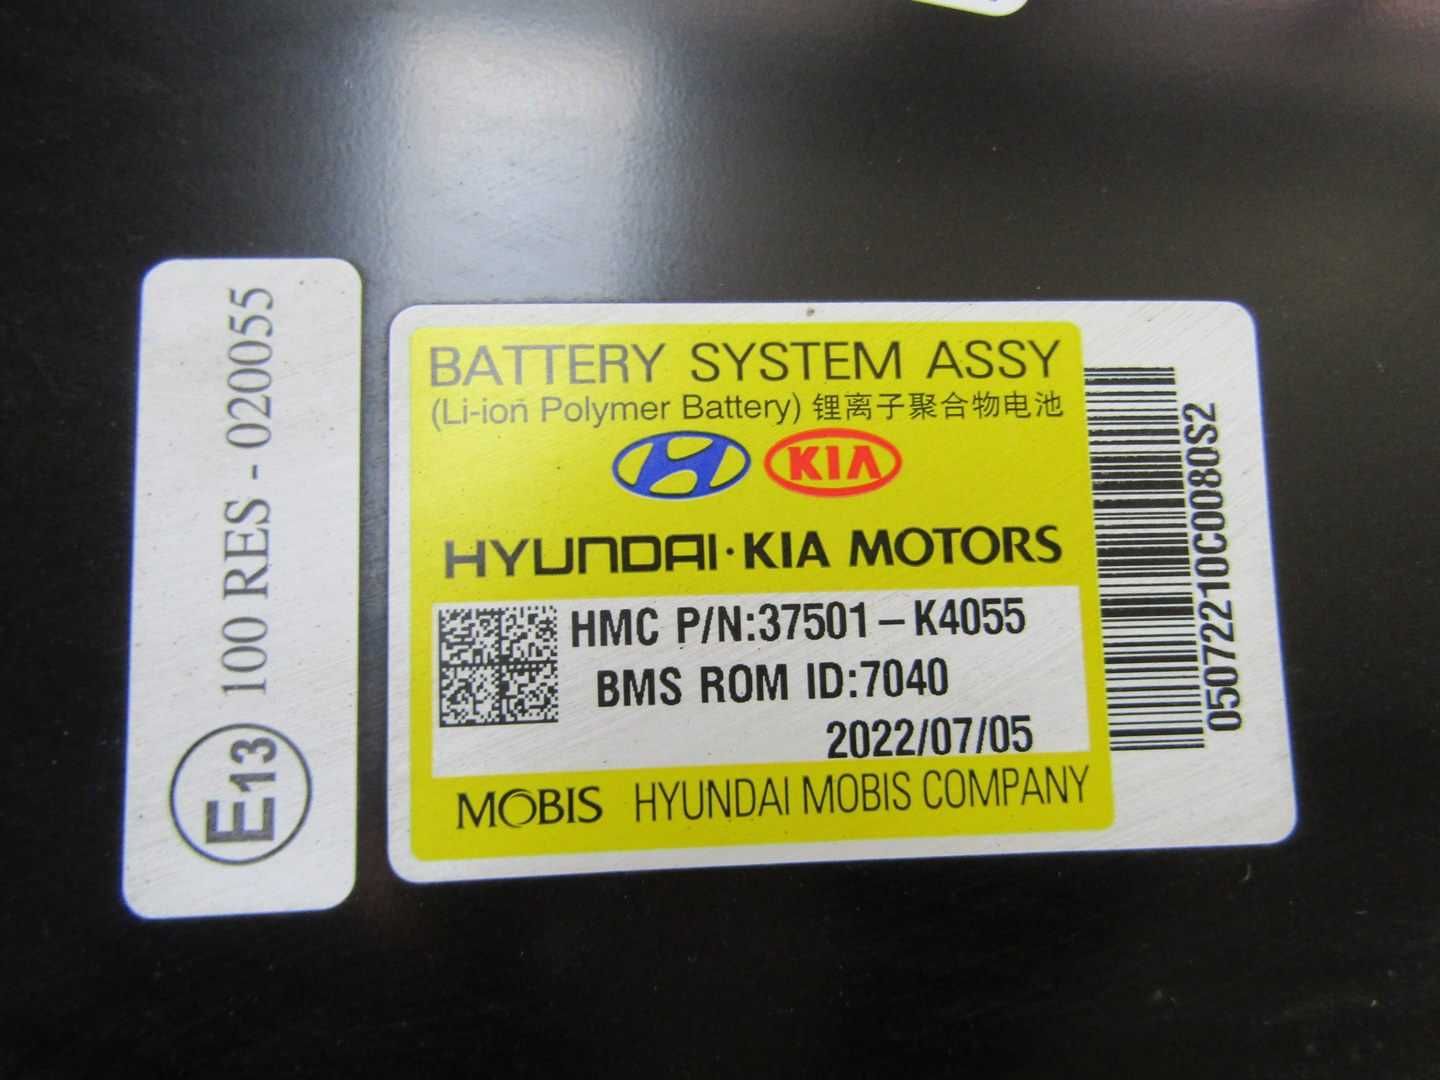 E13 100 RES - 020055
BATTERY SYSTEM ASSY
(Li-ion Polymer Battery) 锂离子聚合物电池
KIA
HYUNDAI·KIA MOTORS
HMC P/N:37501-K4055
BMS ROM ID:7040
2022/07/05
MOBIS HYUNDAI MOBIS COMPANY
05072210C0080S2